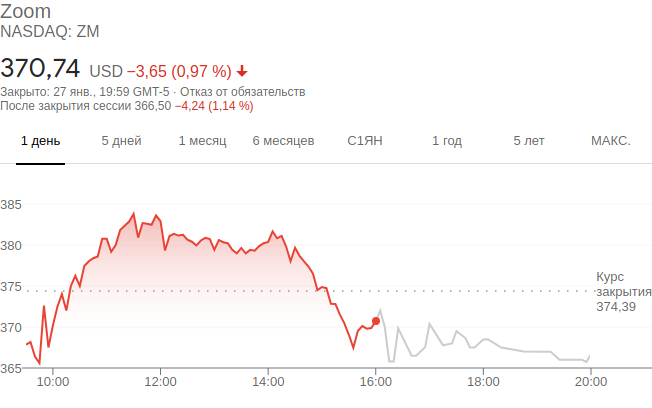 Zoom
NASDAQ: ZM
370,74 USD −3,65 (0,97 %)
Закрыто: 27 янв., 19:59 GMT-5 · Отказ от обязательств
После закрытия сессии 366,50 −4,24 (1,14 %)
1 день 5 дней 1 месяц 6 месяцев С1ЯН 1 год 5 лет МАКС.
385
380
375
370
365
Курс
закрытия
374,39
10:00 12:00 14:00 16:00 18:00 20:00